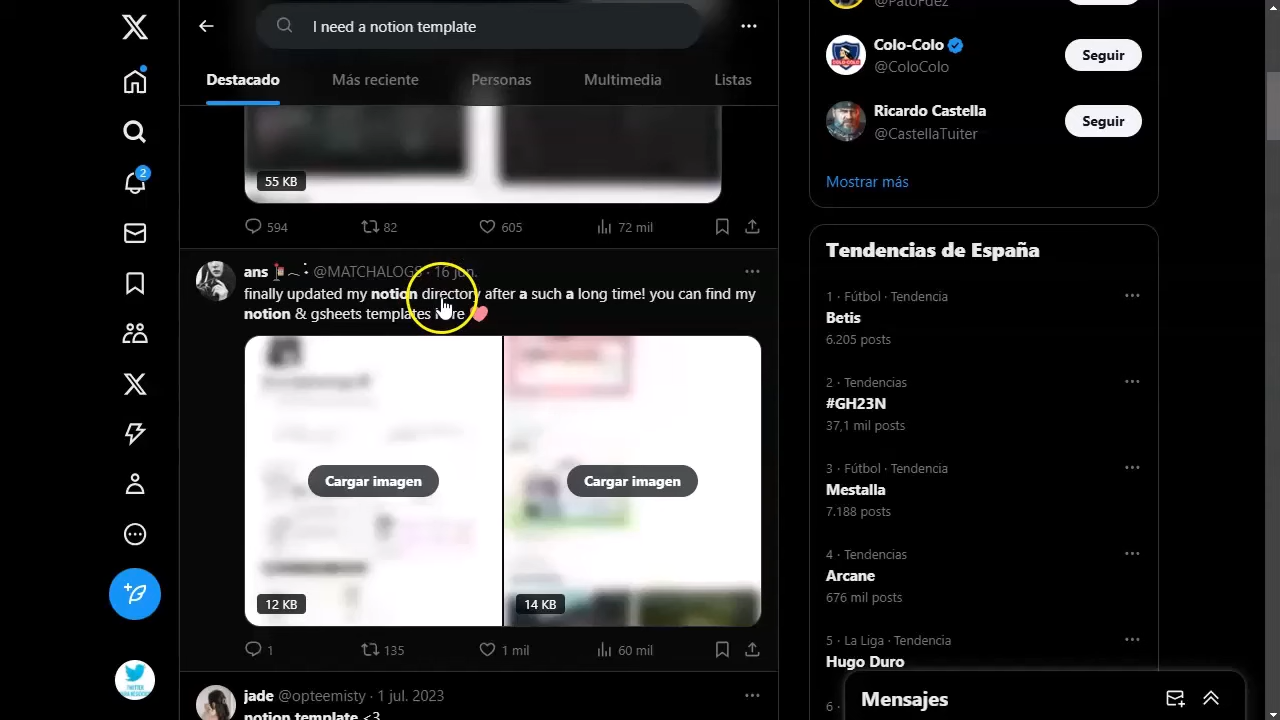 I need a notion template
Destacado
Más reciente
Personas
Multimedia
Listas
55 KB
594
82
605
72 mil
ans @MATCHALOGS · 16 jun.
finally updated my notion directory after a such a long time! you can find my
notion & gsheets templates here
Cargar imagen
Cargar imagen
12 KB
14 KB
1
135
1 mil
60 mil
jade @opteemisty · 1 jul. 2023
notion template <3
@PatoFdez
Colo-Colo
@ColoColo
Seguir
Ricardo Castella
@CastellaTuiter
Seguir
Mostrar más
Tendencias de España
1 · Fútbol · Tendencia
Betis
6.205 posts
2 · Tendencias
#GH23N
37,1 mil posts
3 · Fútbol · Tendencia
Mestalla
7.188 posts
4 · Tendencias
Arcane
676 mil posts
5 · La Liga · Tendencia
Hugo Duro
6 ·
Mensajes
2